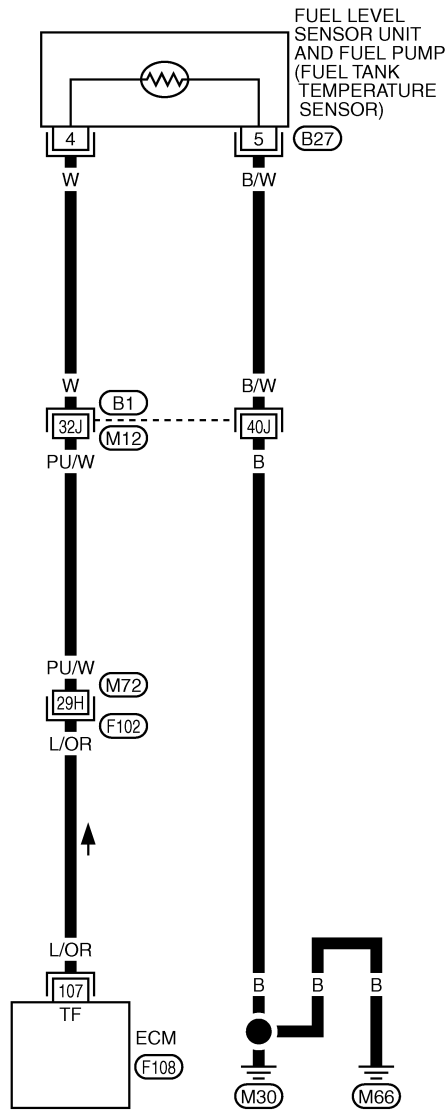 FUEL LEVEL
SENSOR UNIT
AND FUEL PUMP
(FUEL TANK
TEMPERATURE
SENSOR)
4
5
B27
W
B/W
W
B/W
B1
32J
40J
M12
PU/W
B
PU/W
M72
29H
F102
L/OR
L/OR
B
B
B
107
TF
ECM
F108
M30
M66